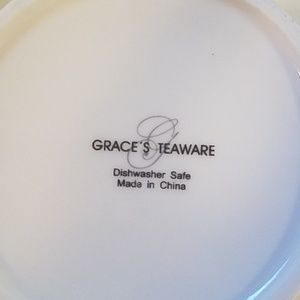 G
GRACE'S TEAWARE
Dishwasher Safe
Made in China